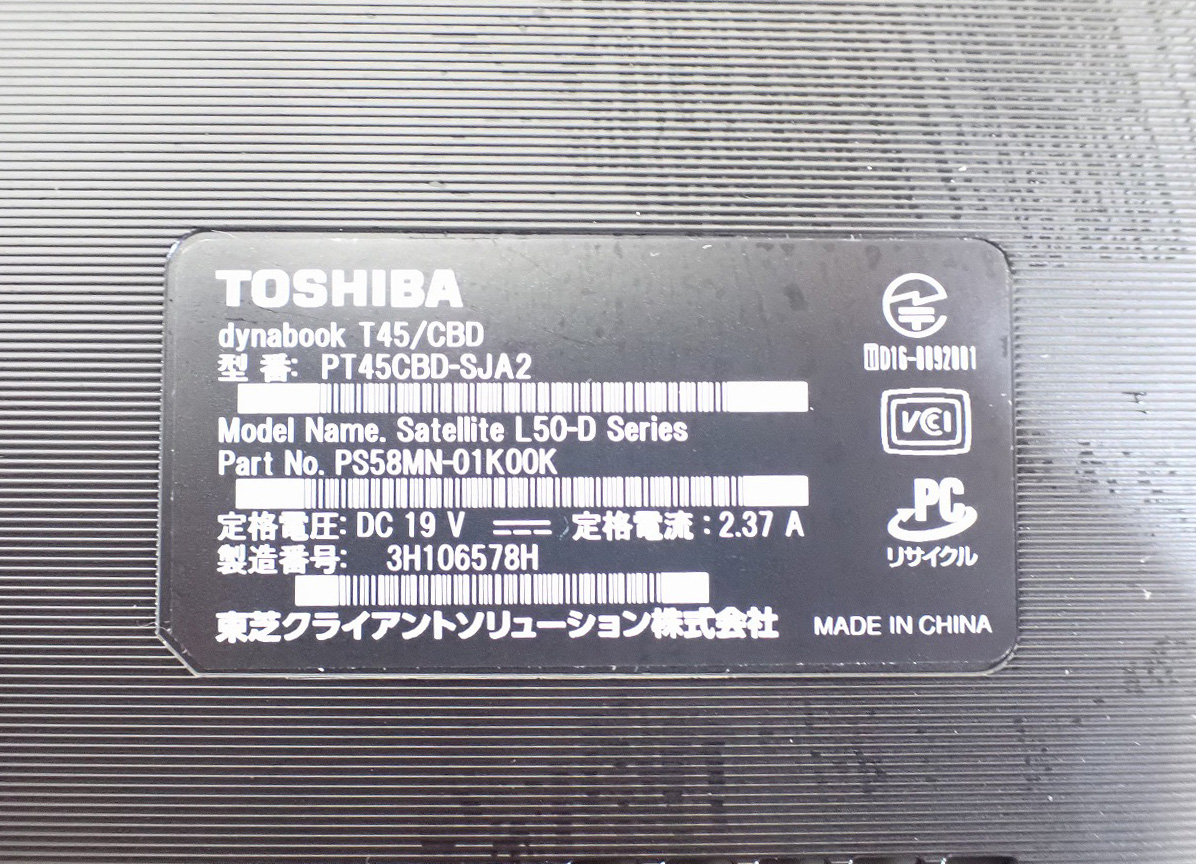 TOSHIBA
dynabook T45/CBD
型 番: PT45CBD-SJA2
Model Name. Satellite L50-D Series
Part No. PS58MN-01K00K
定格電圧: DC 19 V 定格電流 : 2.37 A
製造番号: 3H106578H
東芝クライアントソリューション株式会社
D16-0092001
VCCI
PC
リサイクル
MADE IN CHINA